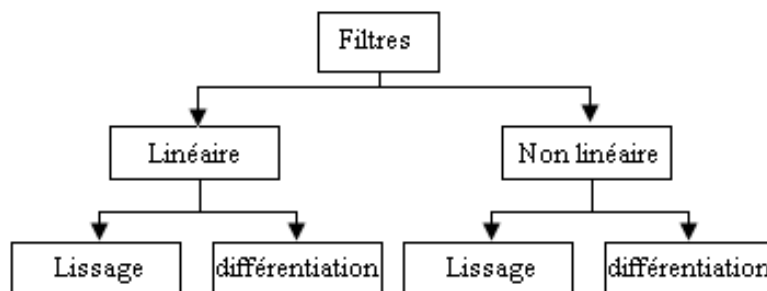 Filtres
Linéaire
Non linéaire
Lissage
différentiation
Lissage
différentiation